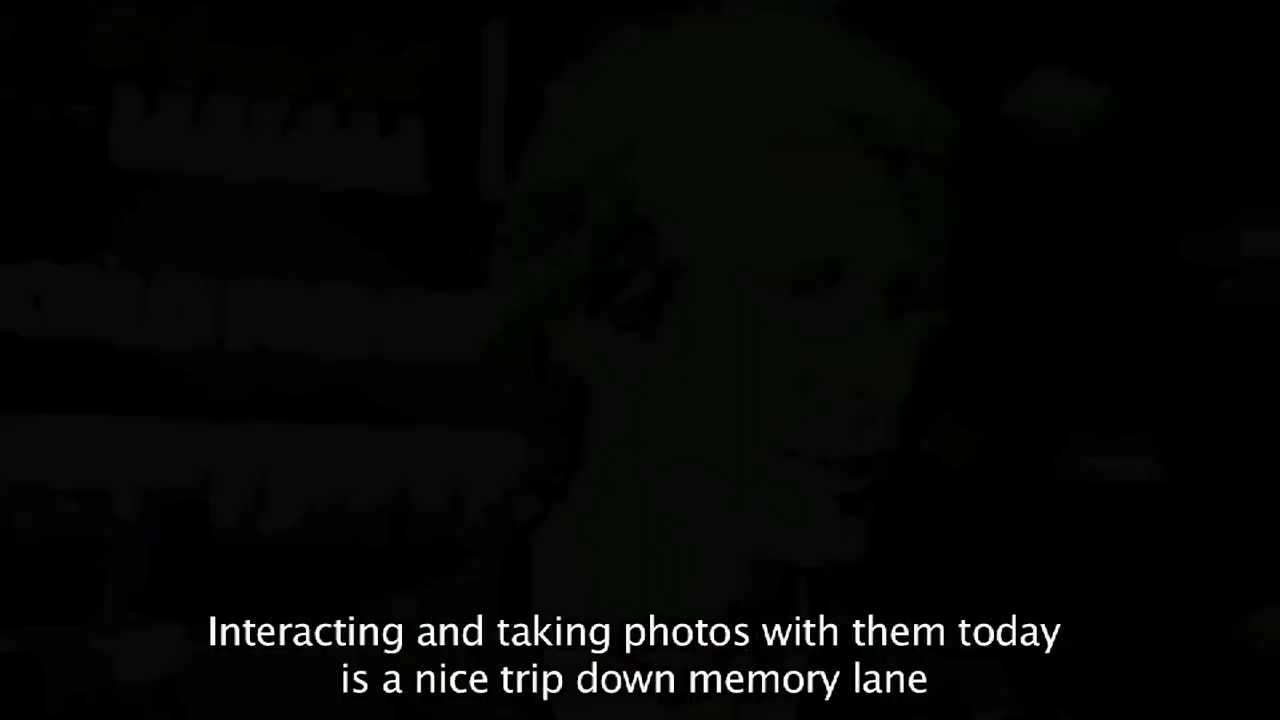 Interacting and taking photos with them today
is a nice trip down memory lane